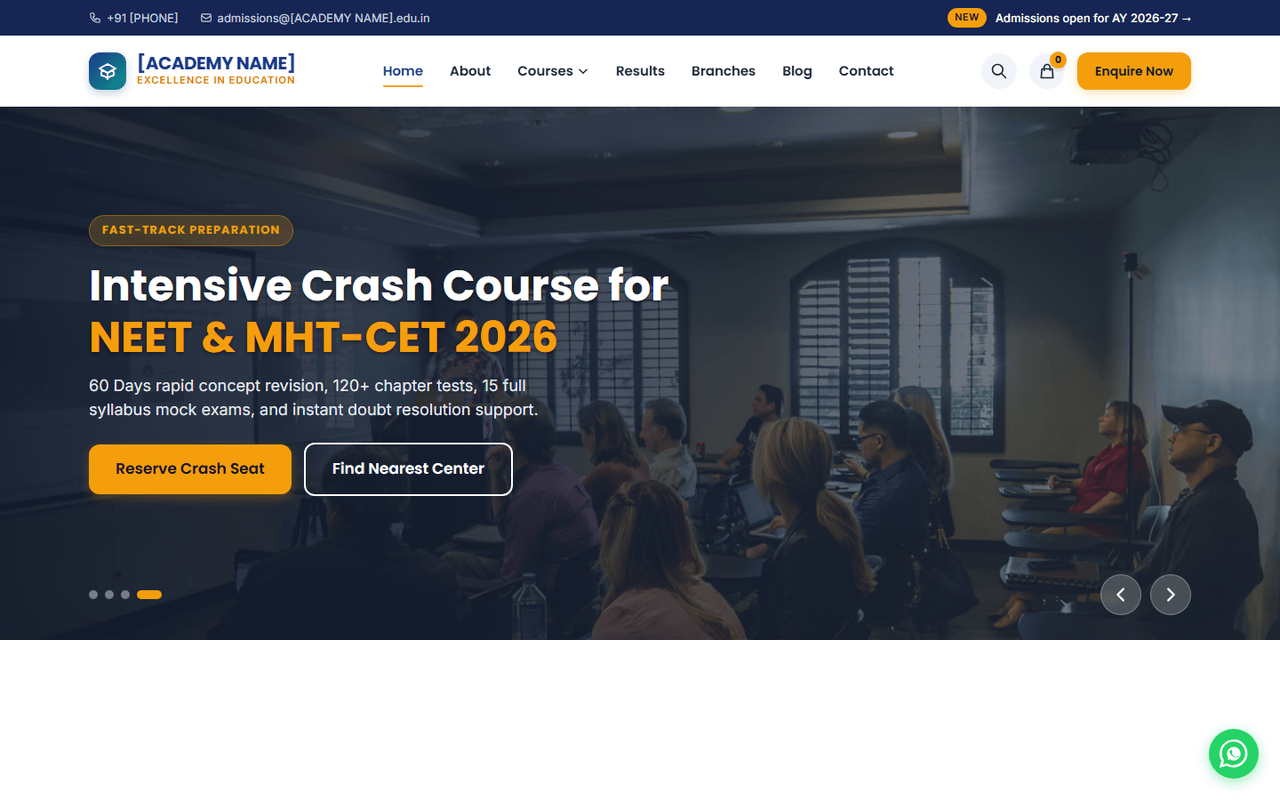 +91 [PHONE]
admissions@[ACADEMY NAME].edu.in
NEW
Admissions open for AY 2026-27 →
[ACADEMY NAME]
EXCELLENCE IN EDUCATION
Home
About
Courses
Results
Branches
Blog
Contact
0
Enquire Now
FAST-TRACK PREPARATION
Intensive Crash Course for
NEET & MHT-CET 2026
60 Days rapid concept revision, 120+ chapter tests, 15 full
syllabus mock exams, and instant doubt resolution support.
Reserve Crash Seat
Find Nearest Center